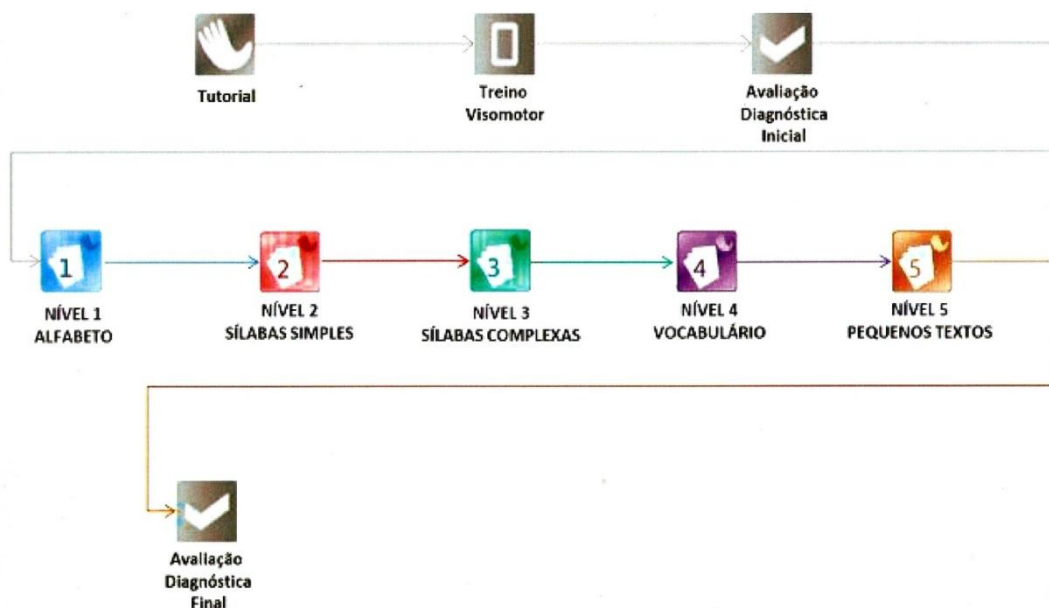 Tutorial
Treino
Visomotor
Avaliação
Diagnóstica
Inicial
1
NÍVEL 1
ALFABETO
2
NÍVEL 2
SÍLABAS SIMPLES
3
NÍVEL 3
SÍLABAS COMPLEXAS
4
NÍVEL 4
VOCABULÁRIO
5
NÍVEL 5
PEQUENOS TEXTOS
Avaliação
Diagnóstica
Final